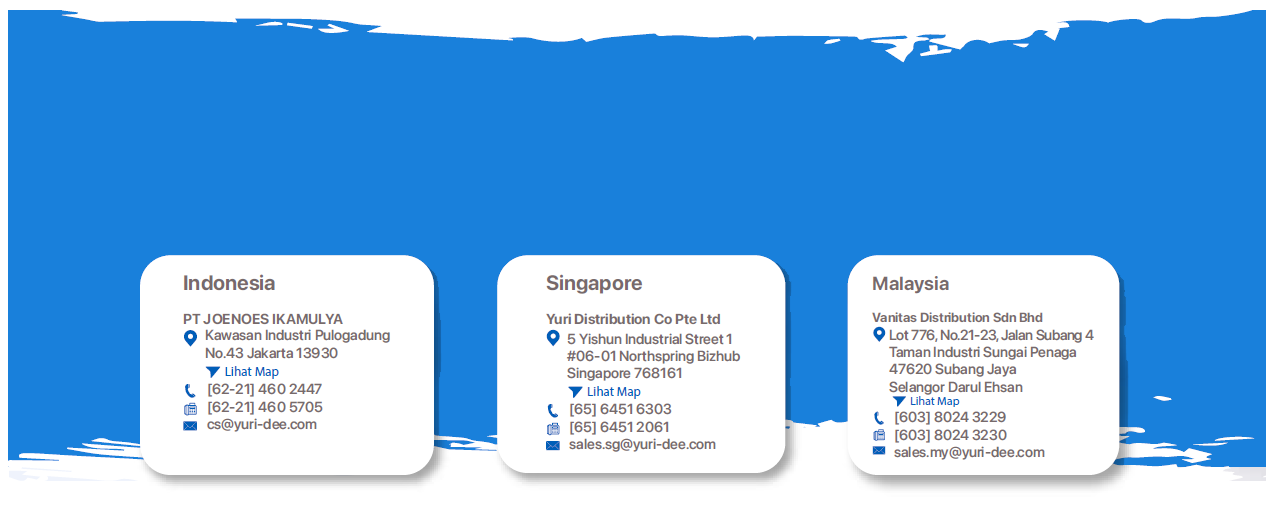 Indonesia
PT JOENOES IKAMULYA
Kawasan Industri Pulogadung
No.43 Jakarta 13930
Lihat Map
[62-21] 460 2447
[62-21] 460 5705
cs@yuri-dee.com
Singapore
Yuri Distribution Co Pte Ltd
5 Yishun Industrial Street 1
#06-01 Northspring Bizhub
Singapore 768161
Lihat Map
[65] 6451 6303
[65] 6451 2061
sales.sg@yuri-dee.com
Malaysia
Vanitas Distribution Sdn Bhd
Lot 776, No.21-23, Jalan Subang 4
Taman Industri Sungai Penaga
47620 Subang Jaya
Selangor Darul Ehsan
Lihat Map
[603] 8024 3229
[603] 8024 3230
sales.my@yuri-dee.com